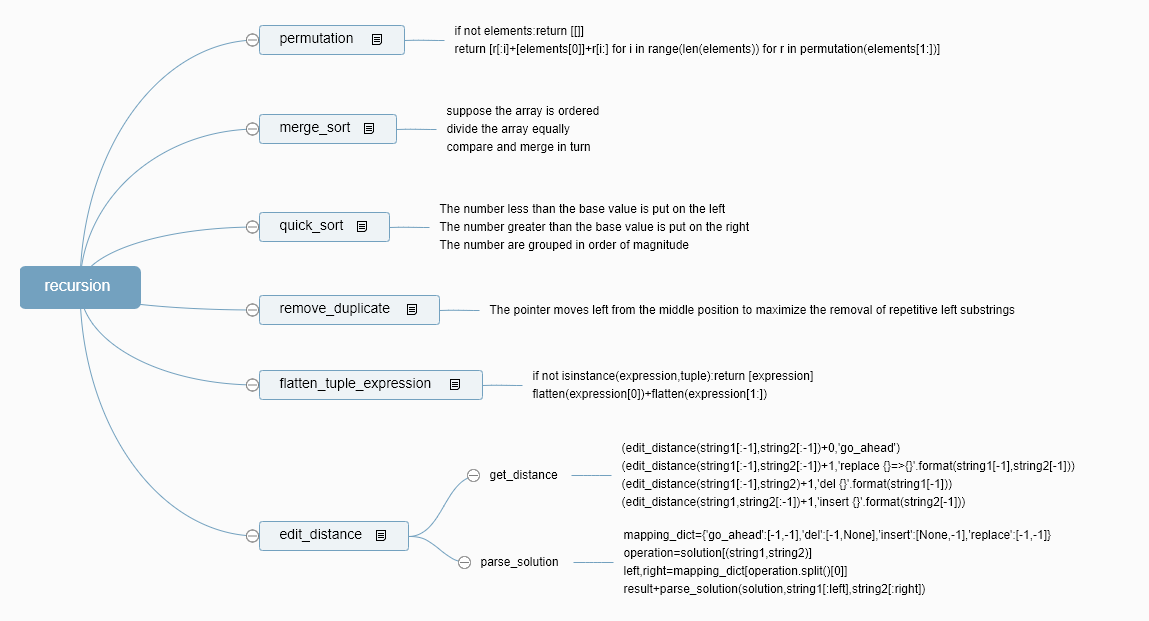 permutation
if not elements:return [[]]
return [r[:i]+[elements[0]]+r[i:] for i in range(len(elements)) for r in permutation(elements[1:])]
merge_sort
suppose the array is ordered
divide the array equally
compare and merge in turn
quick_sort
The number less than the base value is put on the left
The number greater than the base value is put on the right
The number are grouped in order of magnitude
recursion
remove_duplicate
The pointer moves left from the middle position to maximize the removal of repetitive left substrings
flatten_tuple_expression
if not isinstance(expression,tuple):return [expression]
flatten(expression[0])+flatten(expression[1:])
edit_distance
get_distance
(edit_distance(string1[:-1],string2[:-1])+0,'go_ahead')
(edit_distance(string1[:-1],string2[:-1])+1,'replace {}=>{}'.format(string1[-1],string2[-1]))
(edit_distance(string1[:-1],string2)+1,'del {}'.format(string1[-1]))
(edit_distance(string1,string2[:-1])+1,'insert {}'.format(string2[-1]))
parse_solution
mapping_dict={'go_ahead':[-1,-1],'del':[-1,None],'insert':[None,-1],'replace':[-1,-1]}
operation=solution[(string1,string2)]
left,right=mapping_dict[operation.split()[0]]
result+parse_solution(solution,string1[:left],string2[:right])